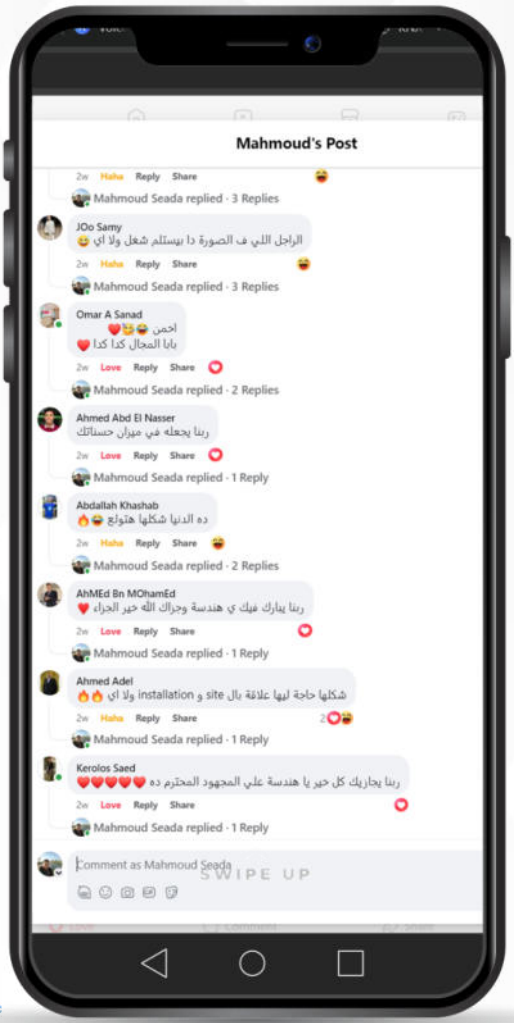 Mahmoud's Post
2w Haha Reply Share
Mahmoud Seada replied · 3 Replies
JOo Samy
الراجل اللي ف الصورة دا بيستلم شغل ولا اي 😂
2w Haha Reply Share
Mahmoud Seada replied · 3 Replies
Omar A Sanad
اخمن 😂🥰❤️
بابا المجال كدا كدا ❤️
2w Love Reply Share
Mahmoud Seada replied · 2 Replies
Ahmed Abd El Nasser
ربنا يجعله في ميزان حسناتك
2w Love Reply Share
Mahmoud Seada replied · 1 Reply
Abdallah Khashab
ده الدنيا شكلها هتولع 😂🔥
2w Haha Reply Share
Mahmoud Seada replied · 2 Replies
AhMEd Bn MOhamEd
ربنا يبارك فيك ي هندسة وجزاك الله خير الجزاء ❤️
2w Love Reply Share
Mahmoud Seada replied · 1 Reply
Ahmed Adel
شكلها حاجة ليها علاقة بال site و installation ولا اي 🔥🔥
2w Haha Reply Share 2
Mahmoud Seada replied · 1 Reply
Kerolos Saed
ربنا يجازيك كل خير يا هندسة علي المجهود المحترم ده ❤️❤️❤️❤️❤️
2w Love Reply Share
Mahmoud Seada replied · 1 Reply
Comment as Mahmoud Seada
SWIPE UP
Love Comment Share